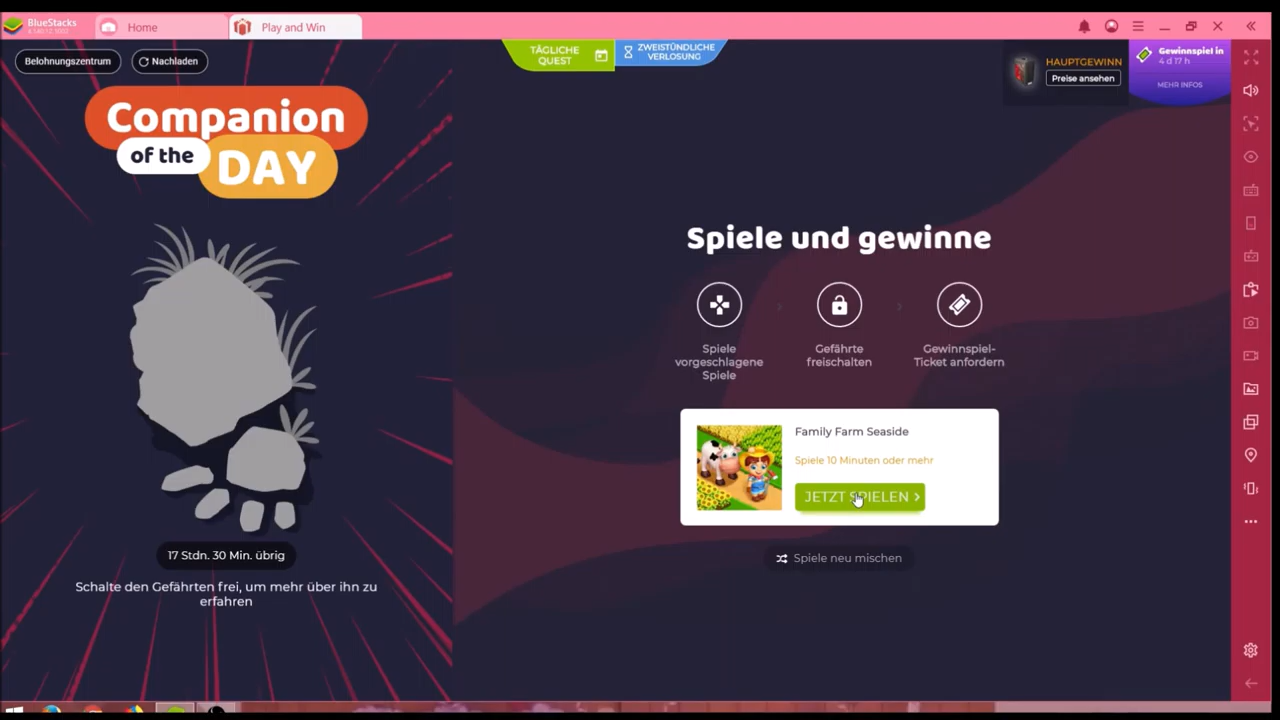 BlueStacks
Home
Play and Win
Belohnungszentrum
Nachladen
TÄGLICHE
QUEST
ZWEISTÜNDLICHE
VERLOSUNG
HAUPTGEWINN
Preise ansehen
Gewinnspiel in
4 d 17 h
MEHR INFOS
Companion
of the
DAY
17 Stdn. 30 Min. übrig
Schalte den Gefährten frei, um mehr über ihn zu
erfahren
Spiele und gewinne
Spiele
vorgeschlagene
Spiele
Gefährte
freischalten
Gewinnspiel-
Ticket anfordern
Family Farm Seaside
Spiele 10 Minuten oder mehr
JETZT SPIELEN
Spiele neu mischen